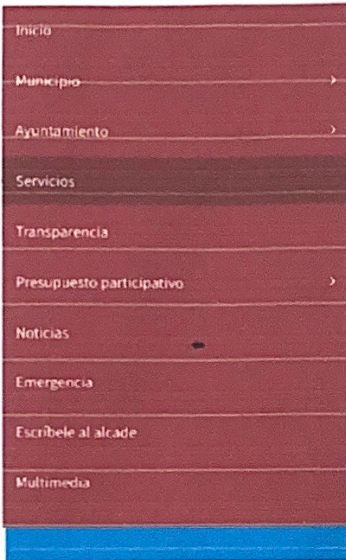 Inicio
Municipio
Ayuntamiento
Servicios
Transparencia
Presupuesto participativo
Noticias
Emergencia
Escríbele al alcade
Multimedia